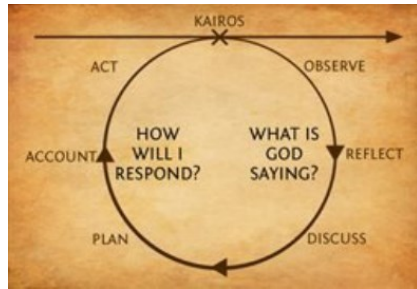 KAIROS
ACT
OBSERVE
HOW
WILL I
RESPOND?
WHAT IS
GOD
SAYING?
ACCOUNT
REFLECT
PLAN
DISCUSS